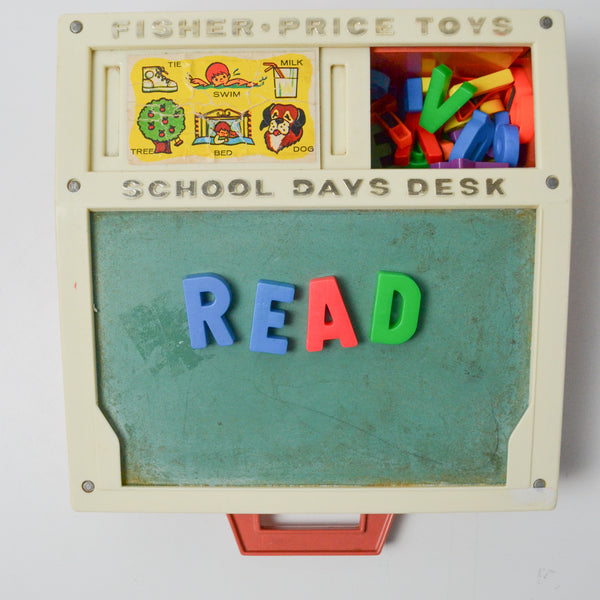 FISHER·PRICE TOYS
TIE
SWIM
MILK
TREE
BED
DOG
V
SCHOOL DAYS DESK
READ